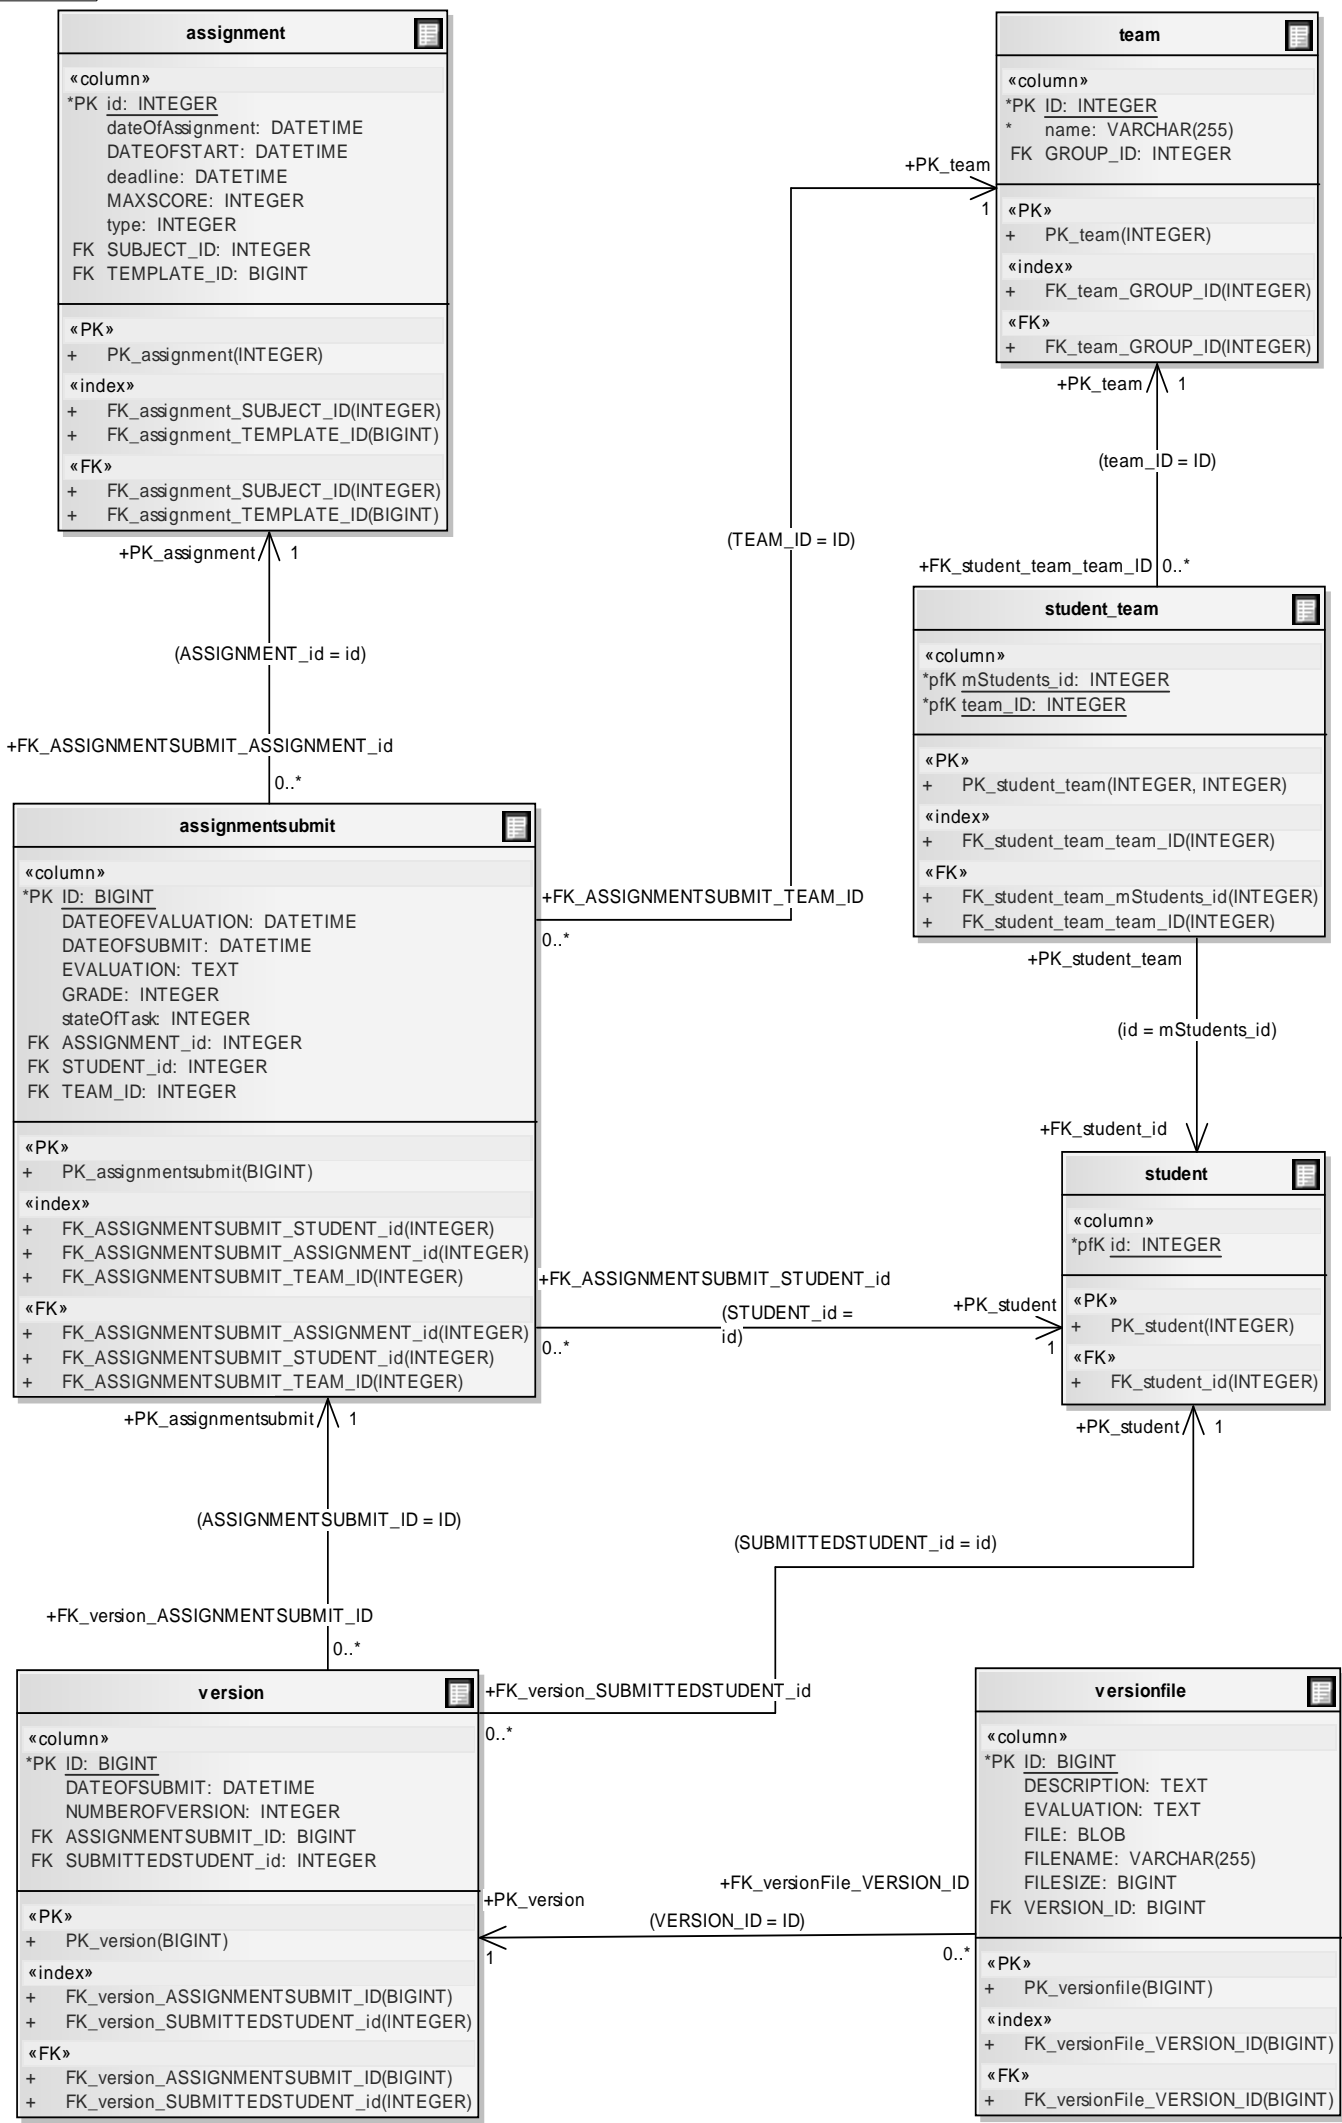 assignment
«column»
*PK id: INTEGER
dateOfAssignment: DATETIME
DATEOFSTART: DATETIME
deadline: DATETIME
MAXSCORE: INTEGER
type: INTEGER
FK SUBJECT_ID: INTEGER
FK TEMPLATE_ID: BIGINT
«PK»
+ PK_assignment(INTEGER)
«index»
+ FK_assignment_SUBJECT_ID(INTEGER)
+ FK_assignment_TEMPLATE_ID(BIGINT)
«FK»
+ FK_assignment_SUBJECT_ID(INTEGER)
+ FK_assignment_TEMPLATE_ID(BIGINT)
team
«column»
*PK ID: INTEGER
* name: VARCHAR(255)
FK GROUP_ID: INTEGER
«PK»
+ PK_team(INTEGER)
«index»
+ FK_team_GROUP_ID(INTEGER)
«FK»
+ FK_team_GROUP_ID(INTEGER)
+PK_team
1
+PK_team 1
(team_ID = ID)
+FK_student_team_team_ID 0..*
(TEAM_ID = ID)
+PK_assignment 1
(ASSIGNMENT_id = id)
+FK_ASSIGNMENTSUBMIT_ASSIGNMENT_id
0..*
student_team
«column»
*pfK mStudents_id: INTEGER
*pfK team_ID: INTEGER
«PK»
+ PK_student_team(INTEGER, INTEGER)
«index»
+ FK_student_team_team_ID(INTEGER)
«FK»
+ FK_student_team_mStudents_id(INTEGER)
+ FK_student_team_team_ID(INTEGER)
+PK_student_team
(id = mStudents_id)
+FK_student_id
assignmentsubmit
«column»
*PK ID: BIGINT
DATEOFEVALUATION: DATETIME
DATEOFSUBMIT: DATETIME
EVALUATION: TEXT
GRADE: INTEGER
stateOfTask: INTEGER
FK ASSIGNMENT_id: INTEGER
FK STUDENT_id: INTEGER
FK TEAM_ID: INTEGER
«PK»
+ PK_assignmentsubmit(BIGINT)
«index»
+ FK_ASSIGNMENTSUBMIT_STUDENT_id(INTEGER)
+ FK_ASSIGNMENTSUBMIT_ASSIGNMENT_id(INTEGER)
+ FK_ASSIGNMENTSUBMIT_TEAM_ID(INTEGER)
«FK»
+ FK_ASSIGNMENTSUBMIT_ASSIGNMENT_id(INTEGER)
+ FK_ASSIGNMENTSUBMIT_STUDENT_id(INTEGER)
+ FK_ASSIGNMENTSUBMIT_TEAM_ID(INTEGER)
+FK_ASSIGNMENTSUBMIT_TEAM_ID
0..*
+FK_ASSIGNMENTSUBMIT_STUDENT_id
0..*
(STUDENT_id =
id)
+PK_student
1
student
«column»
*pfK id: INTEGER
«PK»
+ PK_student(INTEGER)
«FK»
+ FK_student_id(INTEGER)
+PK_student 1
+PK_assignmentsubmit 1
(ASSIGNMENTSUBMIT_ID = ID)
+FK_version_ASSIGNMENTSUBMIT_ID
0..*
(SUBMITTEDSTUDENT_id = id)
+FK_version_SUBMITTEDSTUDENT_id
0..*
version
«column»
*PK ID: BIGINT
DATEOFSUBMIT: DATETIME
NUMBEROFVERSION: INTEGER
FK ASSIGNMENTSUBMIT_ID: BIGINT
FK SUBMITTEDSTUDENT_id: INTEGER
«PK»
+ PK_version(BIGINT)
«index»
+ FK_version_ASSIGNMENTSUBMIT_ID(BIGINT)
+ FK_version_SUBMITTEDSTUDENT_id(INTEGER)
«FK»
+ FK_version_ASSIGNMENTSUBMIT_ID(BIGINT)
+ FK_version_SUBMITTEDSTUDENT_id(INTEGER)
+PK_version
1
(VERSION_ID = ID)
+FK_versionFile_VERSION_ID
0..*
versionfile
«column»
*PK ID: BIGINT
DESCRIPTION: TEXT
EVALUATION: TEXT
FILE: BLOB
FILENAME: VARCHAR(255)
FILESIZE: BIGINT
FK VERSION_ID: BIGINT
«PK»
+ PK_versionfile(BIGINT)
«index»
+ FK_versionFile_VERSION_ID(BIGINT)
«FK»
+ FK_versionFile_VERSION_ID(BIGINT)